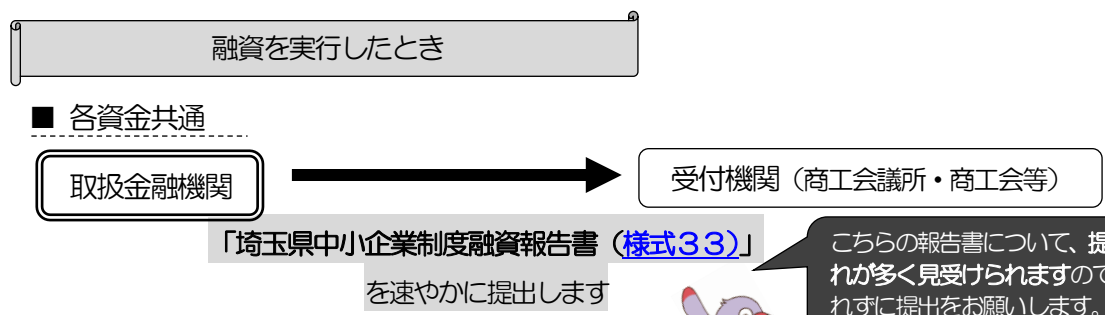 融資を実行したとき
■ 各資金共通
取扱金融機関
受付機関（商工会議所・商工会等）
「埼玉県中小企業制度融資報告書（様式３３）」
を速やかに提出します
こちらの報告書について、提
れが多く見受けられますので
れずに提出をお願いします。